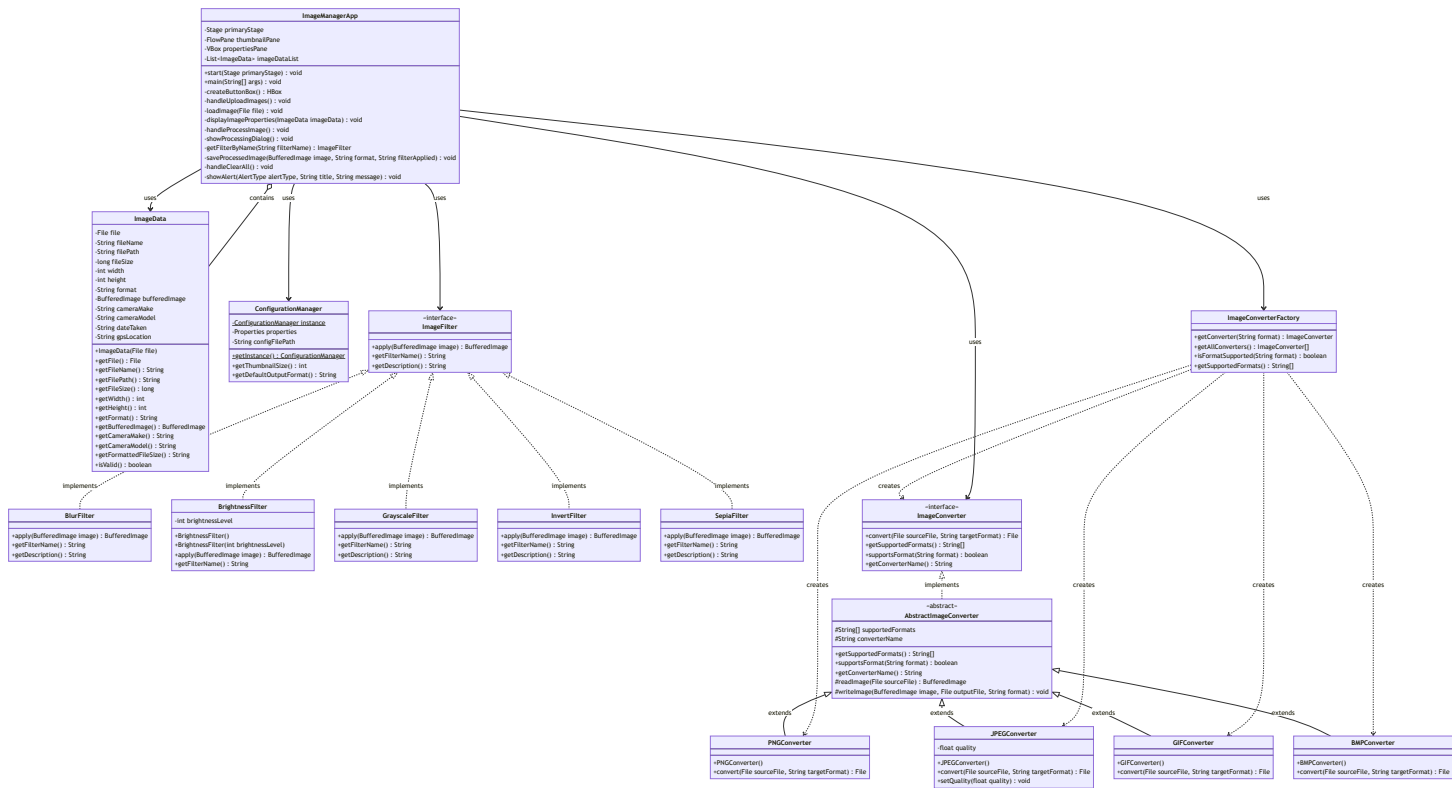 ImageManagerApp
-Stage primaryStage
-FlowPane thumbnailPane
-VBox propertiesPane
-List<ImageData> imageDataList
+start(Stage primaryStage) : void
+main(String[] args) : void
-createButtonBox() : HBox
-handleUploadImages() : void
-loadImage(File file) : void
-displayImageProperties(ImageData imageData) : void
-handleProcessImage() : void
-showProcessingDialog() : void
-getFilterByName(String filterName) : ImageFilter
-saveProcessedImage(BufferedImage image, String format, String filterApplied) : void
-handleClearAll() : void
-showAlert(AlertType alertType, String title, String message) : void
uses
contains
uses
uses
uses
uses
ImageData
-File file
-String fileName
-String filePath
-long fileSize
-int width
-int height
-String format
-BufferedImage bufferedImage
-String cameraMake
-String cameraModel
-String dateTaken
-String gpsLocation
+ImageData(File file)
+getFile() : File
+getFileName() : String
+getFilePath() : String
+getFileSize() : long
+getWidth() : int
+getHeight() : int
+getFormat() : String
+getBufferedImage() : BufferedImage
+getCameraMake() : String
+getCameraModel() : String
+getFormattedFileSize() : String
+isValid() : boolean
ConfigurationManager
-ConfigurationManager instance
-Properties properties
-String configFilePath
+getInstance() : ConfigurationManager
+getThumbnailSize() : int
+getDefaultOutputFormat() : String
«interface»
ImageFilter
+apply(BufferedImage image) : BufferedImage
+getFilterName() : String
+getDescription() : String
ImageConverterFactory
+getConverter(String format) : ImageConverter
+getAllConverters() : ImageConverter[]
+isFormatSupported(String format) : boolean
+getSupportedFormats() : String[]
implements
implements
implements
implements
implements
creates
BlurFilter
+apply(BufferedImage image) : BufferedImage
+getFilterName() : String
+getDescription() : String
BrightnessFilter
-int brightnessLevel
+BrightnessFilter()
+BrightnessFilter(int brightnessLevel)
+apply(BufferedImage image) : BufferedImage
+getFilterName() : String
GrayscaleFilter
+apply(BufferedImage image) : BufferedImage
+getFilterName() : String
+getDescription() : String
InvertFilter
+apply(BufferedImage image) : BufferedImage
+getFilterName() : String
+getDescription() : String
SepiaFilter
+apply(BufferedImage image) : BufferedImage
+getFilterName() : String
+getDescription() : String
«interface»
ImageConverter
+convert(File sourceFile, String targetFormat) : File
+getSupportedFormats() : String[]
+supportsFormat(String format) : boolean
+getConverterName() : String
creates
implements
creates
creates
creates
«abstract»
AbstractImageConverter
#String[] supportedFormats
#String converterName
+getSupportedFormats() : String[]
+supportsFormat(String format) : boolean
+getConverterName() : String
#readImage(File sourceFile) : BufferedImage
#writeImage(BufferedImage image, File outputFile, String format) : void
extends
extends
extends
extends
PNGConverter
+PNGConverter()
+convert(File sourceFile, String targetFormat) : File
JPEGConverter
-float quality
+JPEGConverter()
+convert(File sourceFile, String targetFormat) : File
+setQuality(float quality) : void
GIFConverter
+GIFConverter()
+convert(File sourceFile, String targetFormat) : File
BMPConverter
+BMPConverter()
+convert(File sourceFile, String targetFormat) : File